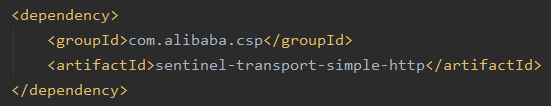 <dependency>
    <groupId>com.alibaba.csp</groupId>
    <artifactId>sentinel-transport-simple-http</artifactId>
</dependency>